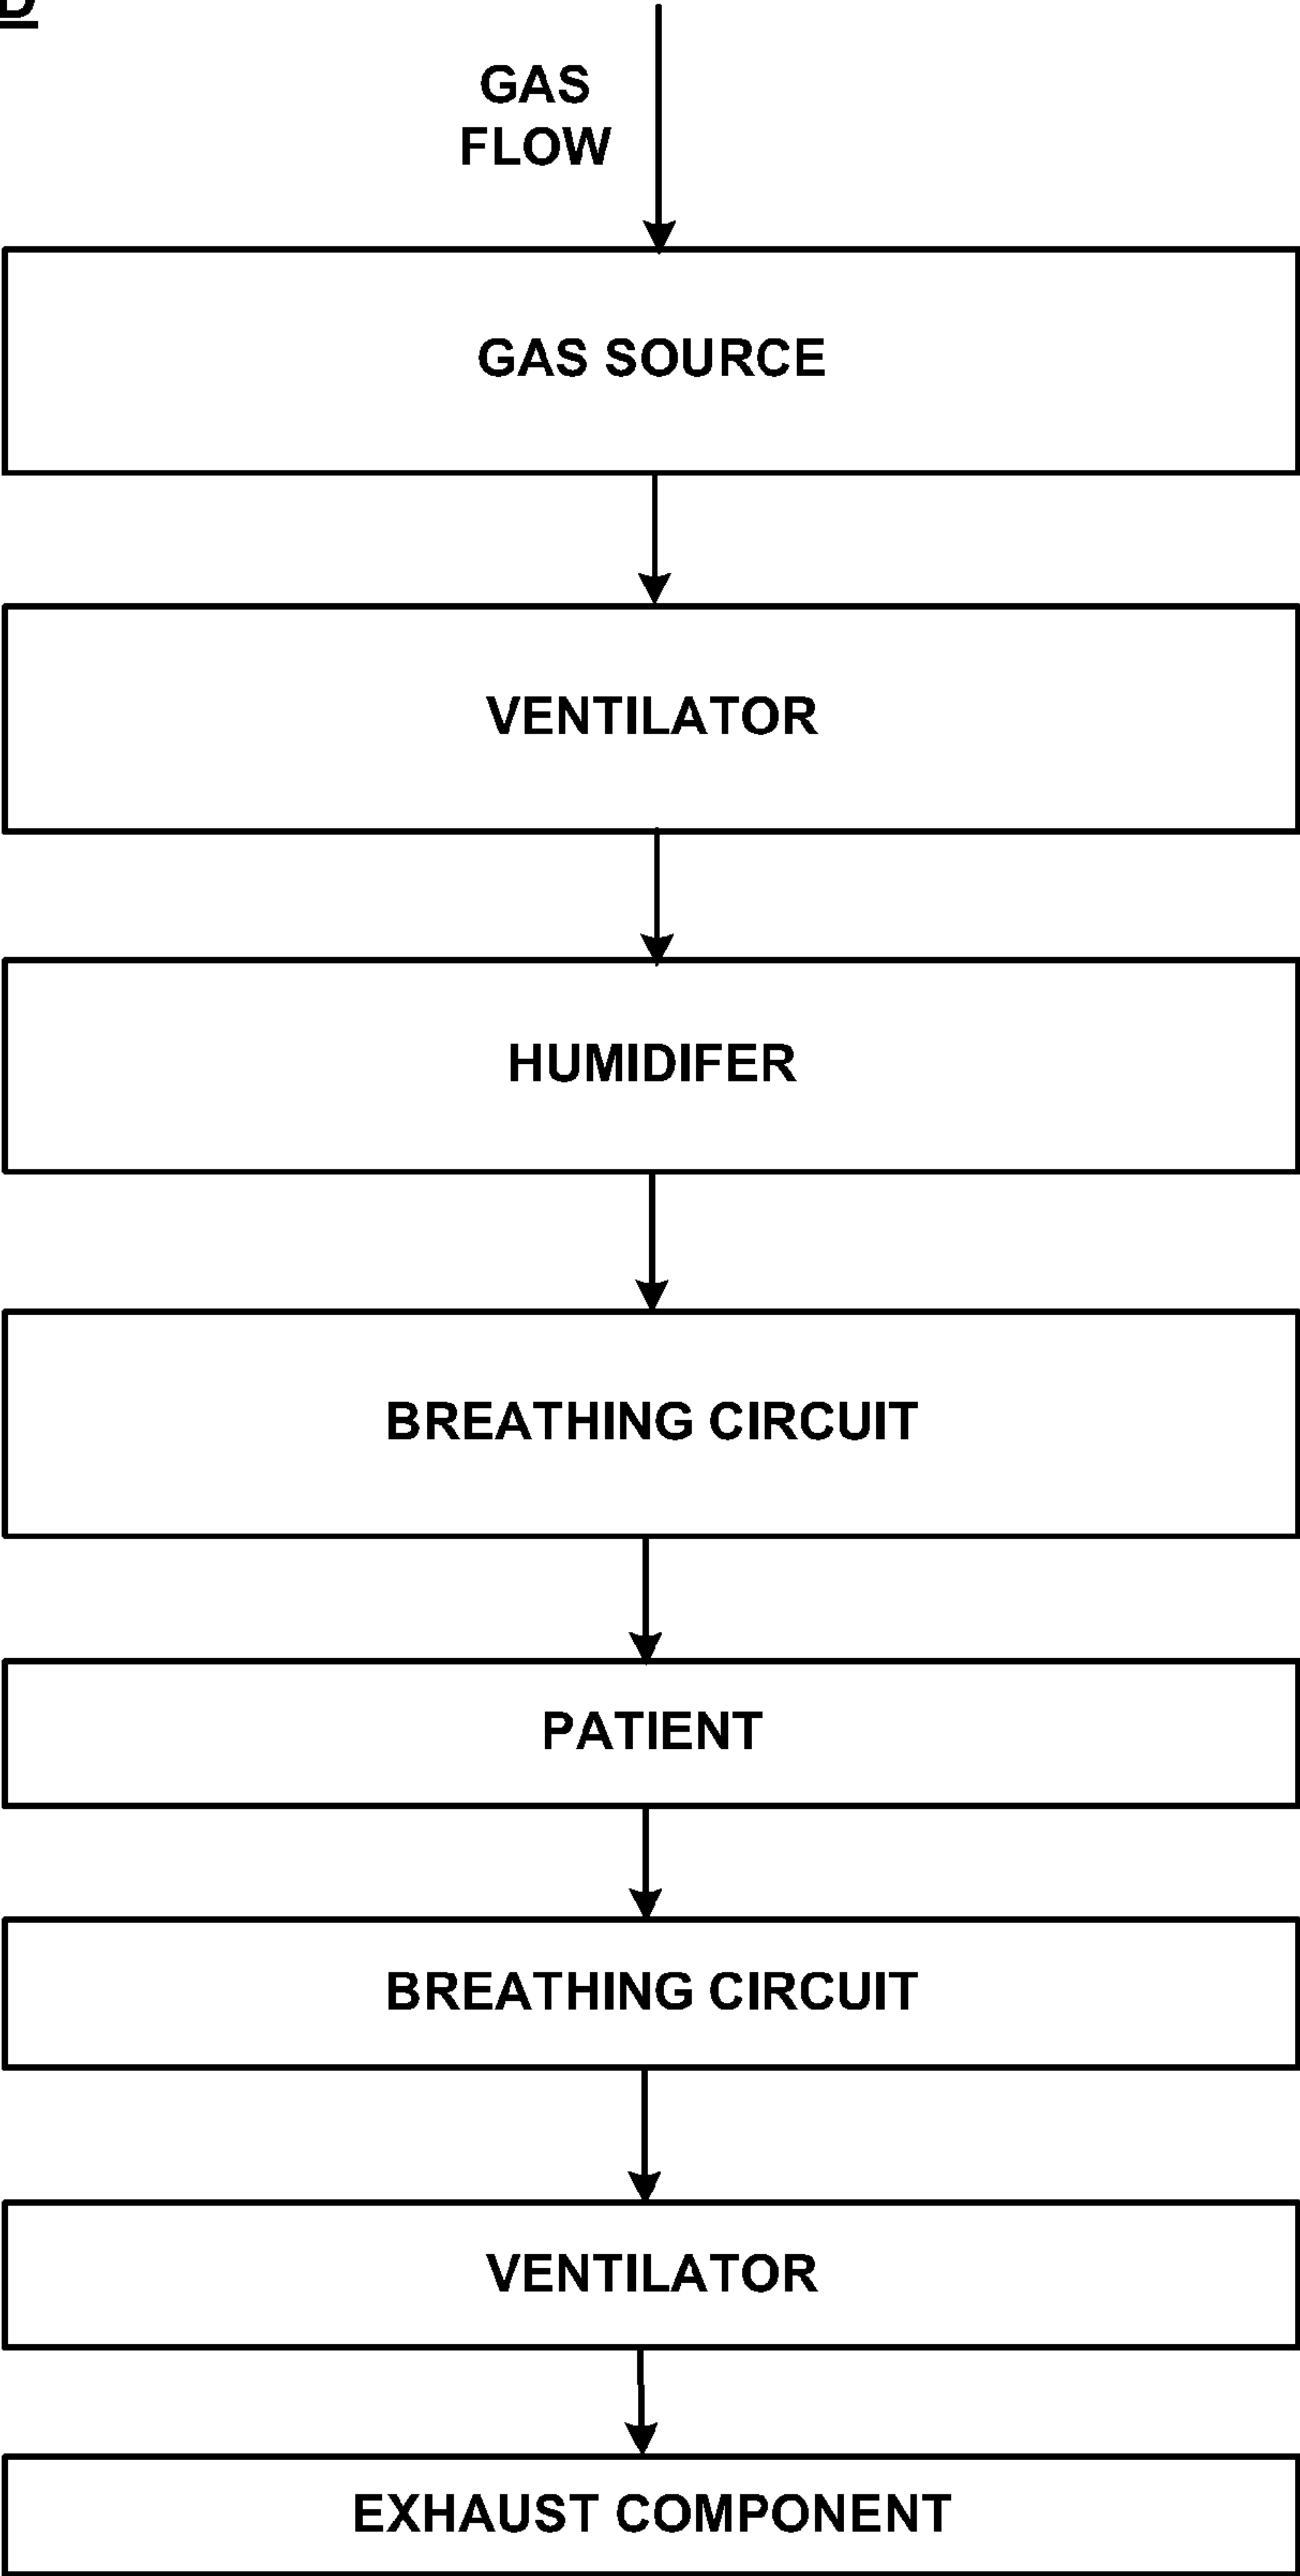 GAS
FLOW
GAS SOURCE
VENTILATOR
HUMIDIFER
BREATHING CIRCUIT
PATIENT
BREATHING CIRCUIT
VENTILATOR
EXHAUST COMPONENT